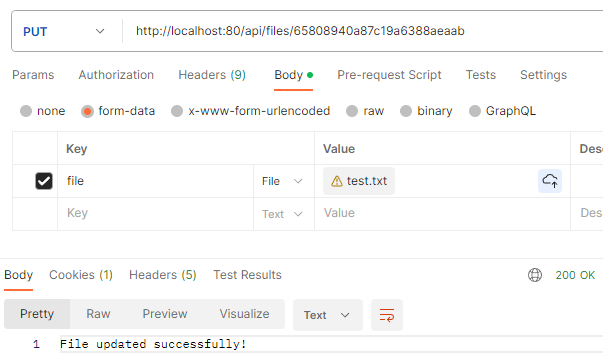 PUT http://localhost:80/api/files/65808940a87c19a6388aeaab
Params Authorization Headers (9) Body Pre-request Script Tests Settings
none form-data x-www-form-urlencoded raw binary GraphQL
Key Value Des
file File test.txt
Key Text Value Des
Body Cookies (1) Headers (5) Test Results 200 OK
Pretty Raw Preview Visualize Text
1 File updated successfully!